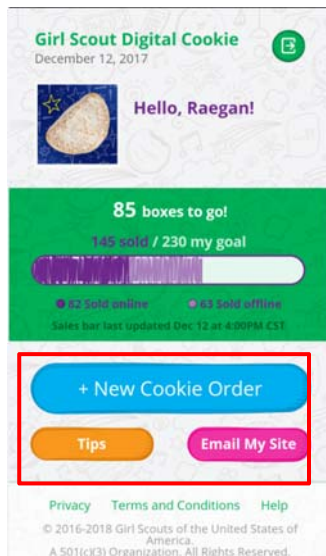 Girl Scout Digital Cookie
December 12, 2017
Hello, Raegan!
85 boxes to go!
145 sold / 230 my goal
82 Sold online 63 Sold offline
Sales bar last updated Dec 12 at 4:00PM CST
+ New Cookie Order
Tips Email My Site
Privacy Terms and Conditions Help
© 2016-2018 Girl Scouts of the United States of
America.
A 501(c)(3) Organization. All Rights Reserved.